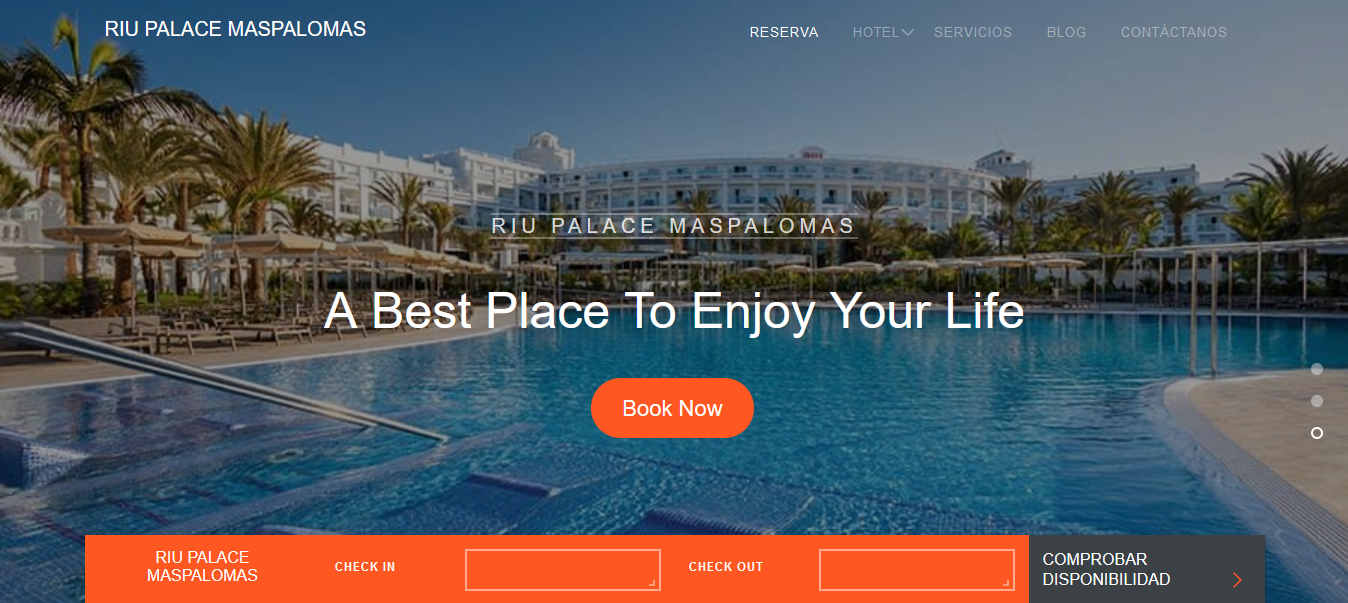 RIU PALACE MASPALOMAS
RESERVA
HOTEL
SERVICIOS
BLOG
CONTÁCTANOS
RIU PALACE MASPALOMAS
A Best Place To Enjoy Your Life
Book Now
RIU PALACE
MASPALOMAS
CHECK IN
CHECK OUT
COMPROBAR
DISPONIBILIDAD